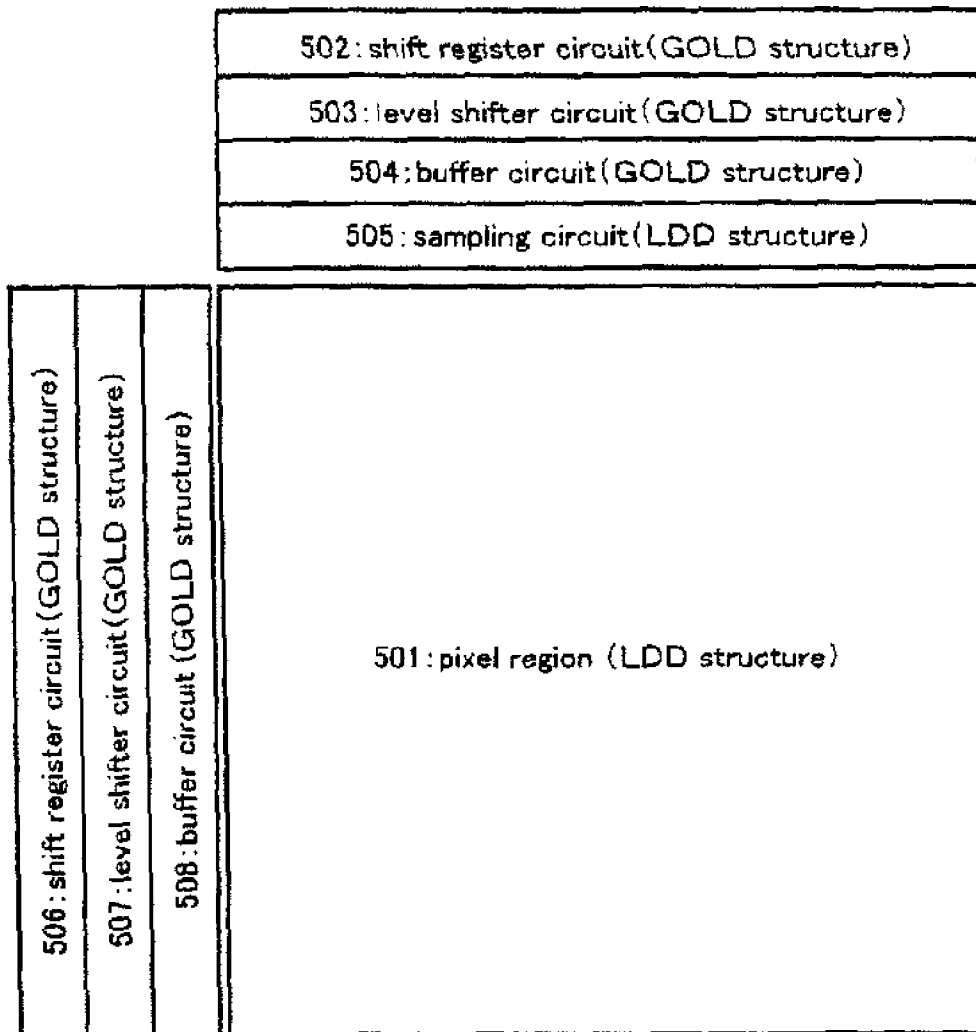 502:shift register circuit(GOLD structure)
503:level shifter circuit(GOLD structure)
504:buffer circuit(GOLD structure)
505:sampling circuit(LDD structure)
506:shift register circuit(GOLD structure)
507:level shifter circuit(GOLD structure)
508:buffer circuit (GOLD structure)
501:pixel region (LDD structure)